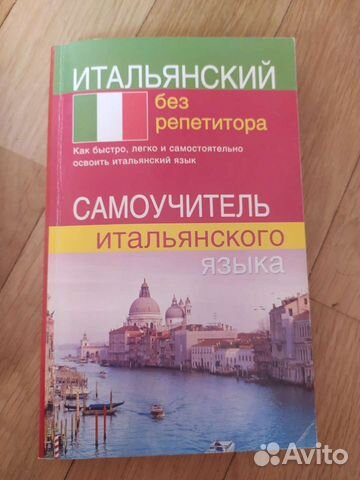 ИТАЛЬЯНСКИЙ
без
репетитора
Как быстро, легко и самостоятельно
освоить итальянский язык
САМОУЧИТЕЛЬ
итальянского
языка
Avito